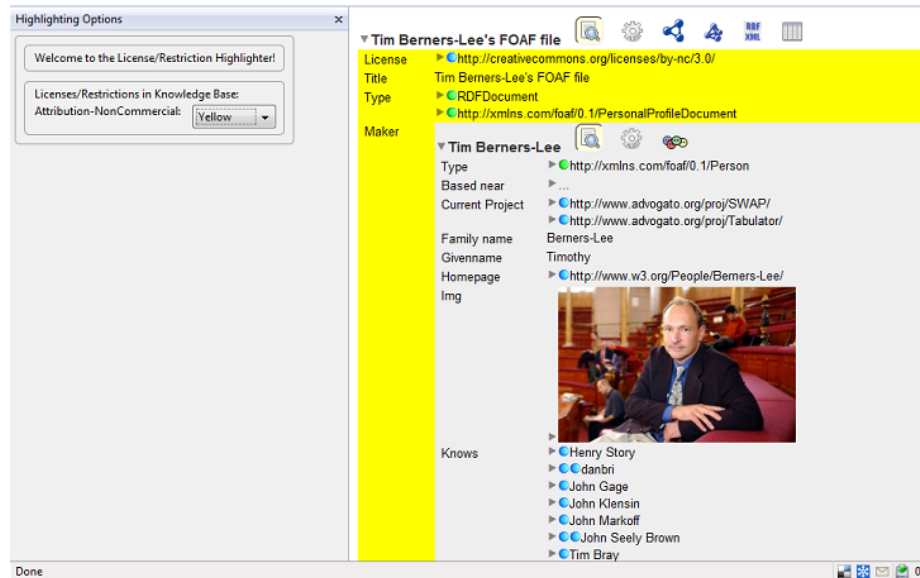 Highlighting Options
Welcome to the License/Restriction Highlighter!
Licenses/Restrictions in Knowledge Base:
Attribution-NonCommercial: Yellow
Tim Berners-Lee's FOAF file RDF XML
License http://creativecommons.org/licenses/by-nc/3.0/
Title Tim Berners-Lee's FOAF file
Type RDFDocument
http://xmlns.com/foaf/0.1/PersonalProfileDocument
Maker
Tim Berners-Lee
Type http://xmlns.com/foaf/0.1/Person
Based near ...
Current Project http://www.advogato.org/proj/SWAP/
http://www.advogato.org/proj/Tabulator/
Family name Berners-Lee
Givenname Timothy
Homepage http://www.w3.org/People/Berners-Lee/
Img
Knows Henry Story
danbri
John Gage
John Klensin
John Markoff
John Seely Brown
Tim Bray
Done 0